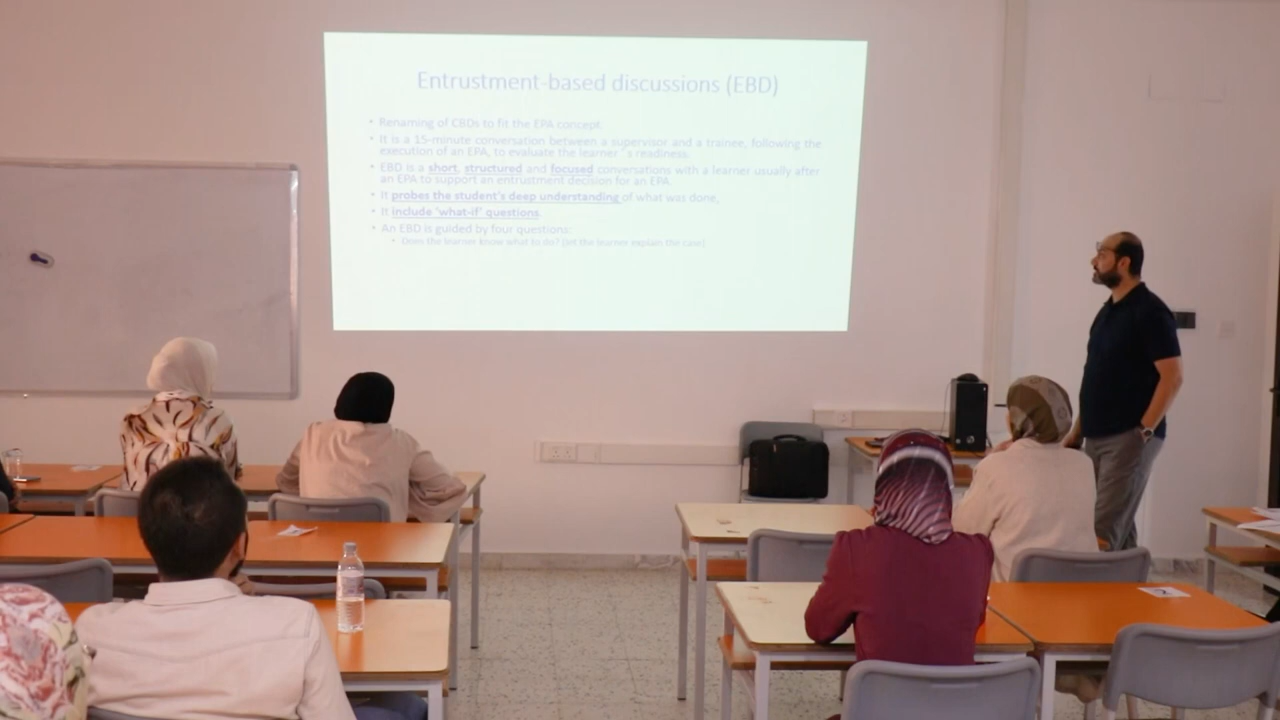 Entrustment-based discussions (EBD)
• Renaming of CBDs to fit the EPA concept.
• It is a 15-minute conversation between a supervisor and a trainee, following the
execution of an EPA, to evaluate the learner 's readiness.
• EBD is a short, structured and focused conversations with a learner usually after
an EPA to support an entrustment decision for an EPA.
• It probes the student's deep understanding of what was done,
• It include 'what-if' questions.
• An EBD is guided by four questions:
• Does the learner know what to do? (let the learner explain the case)